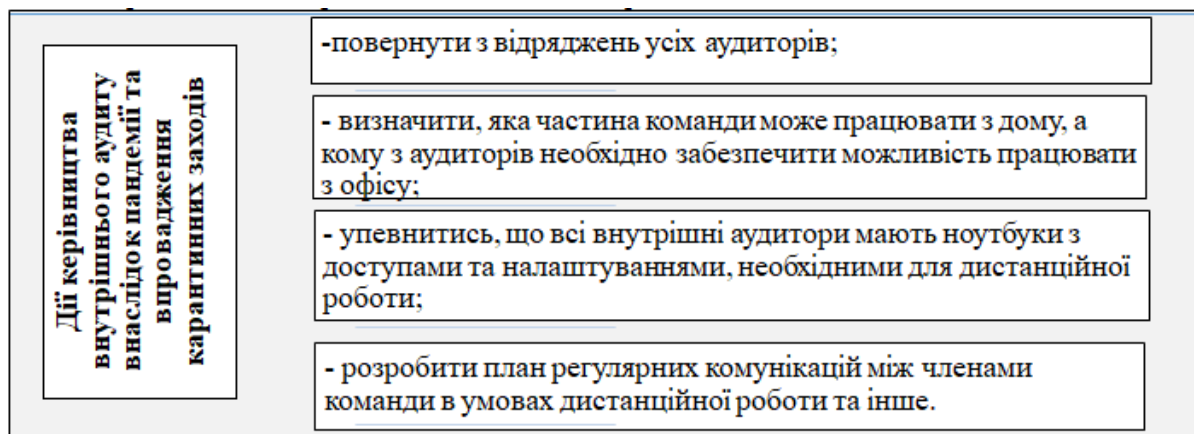 Дії керівництва
внутрішнього аудиту
внаслідок пандемії та
впровадження
карантинних заходів
-повернути з відряджень усіх аудиторів;
- визначити, яка частина команди може працювати з дому, а
кому з аудиторів необхідно забезпечити можливість працювати
з офісу;
- упевнитись, що всі внутрішні аудитори мають ноутбуки з
доступами та налаштуваннями, необхідними для дистанційної
роботи;
- розробити план регулярних комунікацій між членами
команди в умовах дистанційної роботи та інше.